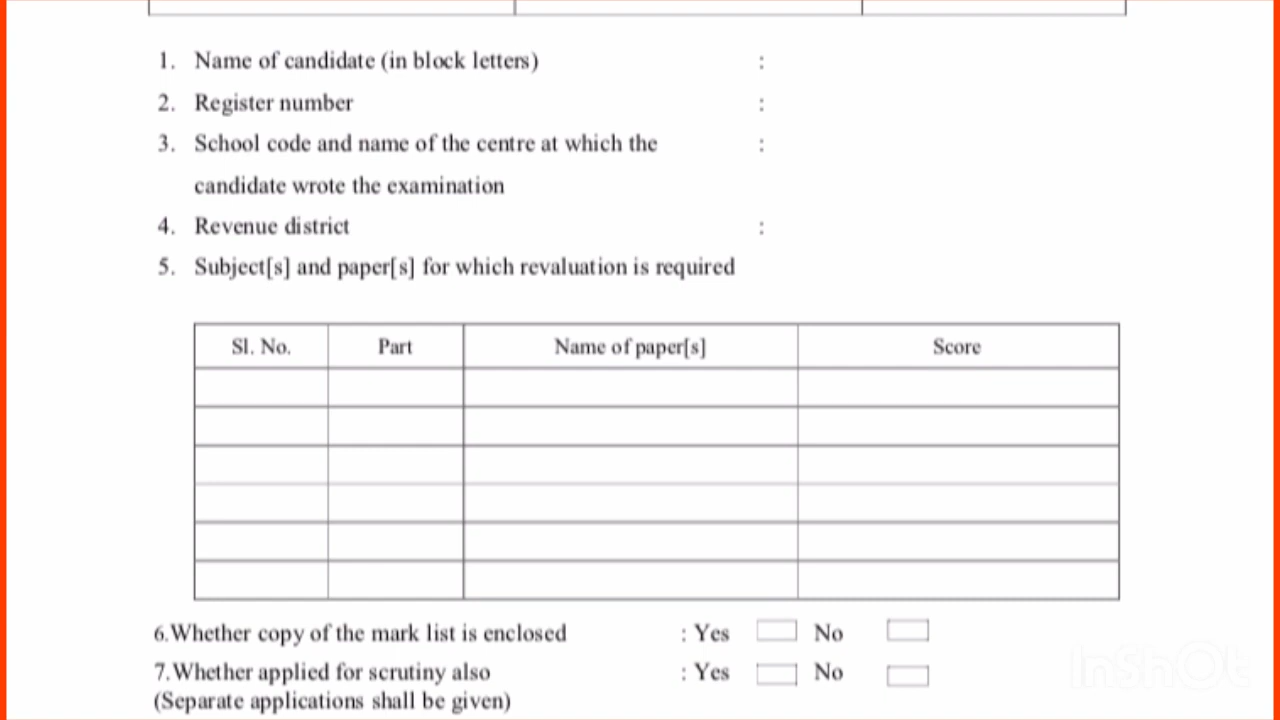 1. Name of candidate (in block letters) :
2. Register number :
3. School code and name of the centre at which the :
candidate wrote the examination
4. Revenue district :
5. Subject[s] and paper[s] for which revaluation is required
Sl. No. Part Name of paper[s] Score
6.Whether copy of the mark list is enclosed : Yes No
7.Whether applied for scrutiny also : Yes No
(Separate applications shall be given)
InShOt